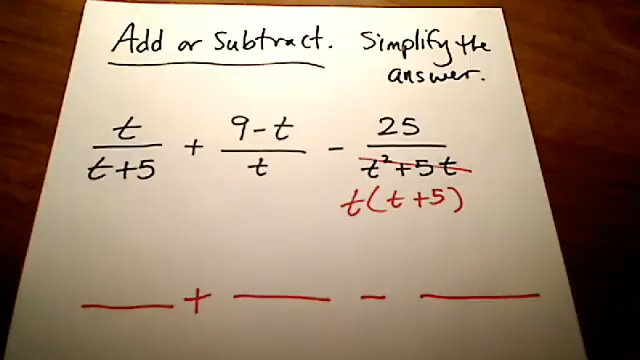 Add or Subtract. Simplify the
answer.
t/(t+5) + (9-t)/t - 25/(t²+5t)
t(t+5)
___ + ___ - ___